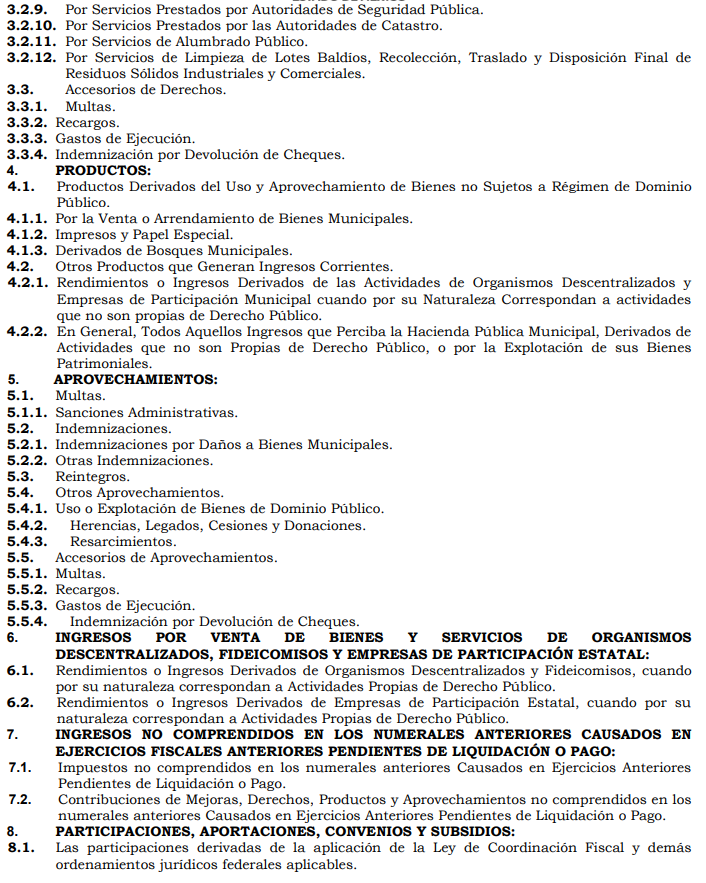 3.2.9. Por Servicios Prestados por Autoridades de Seguridad Pública.
3.2.10. Por Servicios Prestados por las Autoridades de Catastro.
3.2.11. Por Servicios de Alumbrado Público.
3.2.12. Por Servicios de Limpieza de Lotes Baldíos, Recolección, Traslado y Disposición Final de
Residuos Sólidos Industriales y Comerciales.
3.3. Accesorios de Derechos.
3.3.1. Multas.
3.3.2. Recargos.
3.3.3. Gastos de Ejecución.
3.3.4. Indemnización por Devolución de Cheques.
4. PRODUCTOS:
4.1. Productos Derivados del Uso y Aprovechamiento de Bienes no Sujetos a Régimen de Dominio
Público.
4.1.1. Por la Venta o Arrendamiento de Bienes Municipales.
4.1.2. Impresos y Papel Especial.
4.1.3. Derivados de Bosques Municipales.
4.2. Otros Productos que Generan Ingresos Corrientes.
4.2.1. Rendimientos o Ingresos Derivados de las Actividades de Organismos Descentralizados y
Empresas de Participación Municipal cuando por su Naturaleza Correspondan a actividades
que no son propias de Derecho Público.
4.2.2. En General, Todos Aquellos Ingresos que Perciba la Hacienda Pública Municipal, Derivados de
Actividades que no son Propias de Derecho Público, o por la Explotación de sus Bienes
Patrimoniales.
5. APROVECHAMIENTOS:
5.1. Multas.
5.1.1. Sanciones Administrativas.
5.2. Indemnizaciones.
5.2.1. Indemnizaciones por Daños a Bienes Municipales.
5.2.2. Otras Indemnizaciones.
5.3. Reintegros.
5.4. Otros Aprovechamientos.
5.4.1. Uso o Explotación de Bienes de Dominio Público.
5.4.2. Herencias, Legados, Cesiones y Donaciones.
5.4.3. Resarcimientos.
5.5. Accesorios de Aprovechamientos.
5.5.1. Multas.
5.5.2. Recargos.
5.5.3. Gastos de Ejecución.
5.5.4. Indemnización por Devolución de Cheques.
6. INGRESOS POR VENTA DE BIENES Y SERVICIOS DE ORGANISMOS
DESCENTRALIZADOS, FIDEICOMISOS Y EMPRESAS DE PARTICIPACIÓN ESTATAL:
6.1. Rendimientos o Ingresos Derivados de Organismos Descentralizados y Fideicomisos, cuando
por su naturaleza correspondan a Actividades Propias de Derecho Público.
6.2. Rendimientos o Ingresos Derivados de Empresas de Participación Estatal, cuando por su
naturaleza correspondan a Actividades Propias de Derecho Público.
7. INGRESOS NO COMPRENDIDOS EN LOS NUMERALES ANTERIORES CAUSADOS EN
EJERCICIOS FISCALES ANTERIORES PENDIENTES DE LIQUIDACIÓN O PAGO:
7.1. Impuestos no comprendidos en los numerales anteriores Causados en Ejercicios Anteriores
Pendientes de Liquidación o Pago.
7.2. Contribuciones de Mejoras, Derechos, Productos y Aprovechamientos no comprendidos en los
numerales anteriores Causados en Ejercicios Anteriores Pendientes de Liquidación o Pago.
8. PARTICIPACIONES, APORTACIONES, CONVENIOS Y SUBSIDIOS:
8.1. Las participaciones derivadas de la aplicación de la Ley de Coordinación Fiscal y demás
ordenamientos jurídicos federales aplicables.